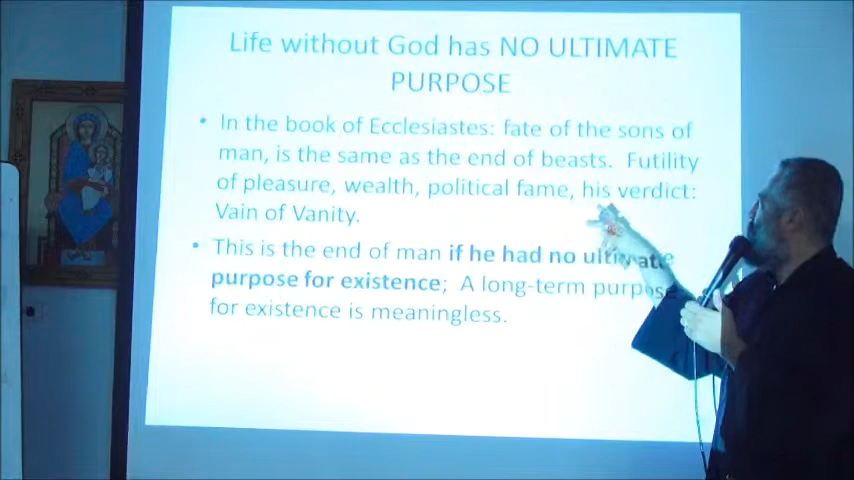 Life without God has NO ULTIMATE
PURPOSE
• In the book of Ecclesiastes: fate of the sons of
man, is the same as the end of beasts. Futility
of pleasure, wealth, political fame, his verdict:
Vain of Vanity.
• This is the end of man if he had no ultimate
purpose for existence; A long-term purpose
for existence is meaningless.